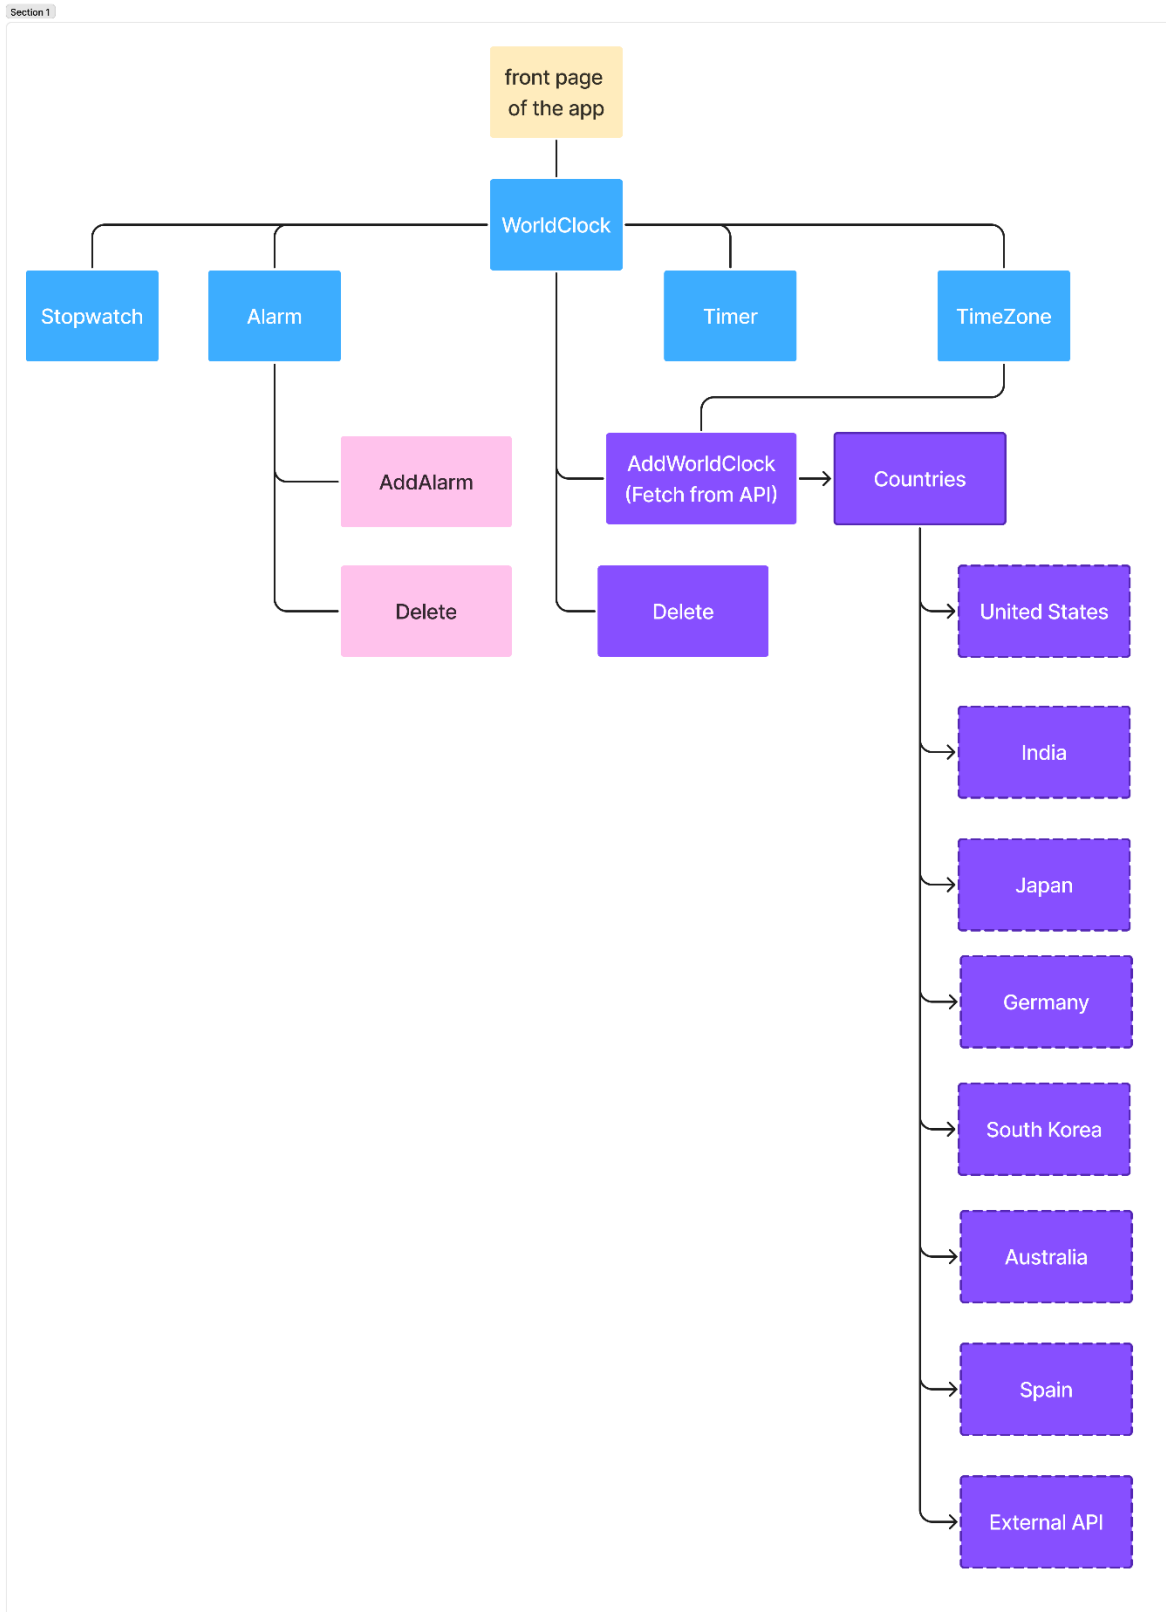 Section 1
front page
of the app
WorldClock
Stopwatch
Alarm
Timer
TimeZone
AddAlarm
AddWorldClock
(Fetch from API)
Countries
Delete
Delete
United States
India
Japan
Germany
South Korea
Australia
Spain
External API